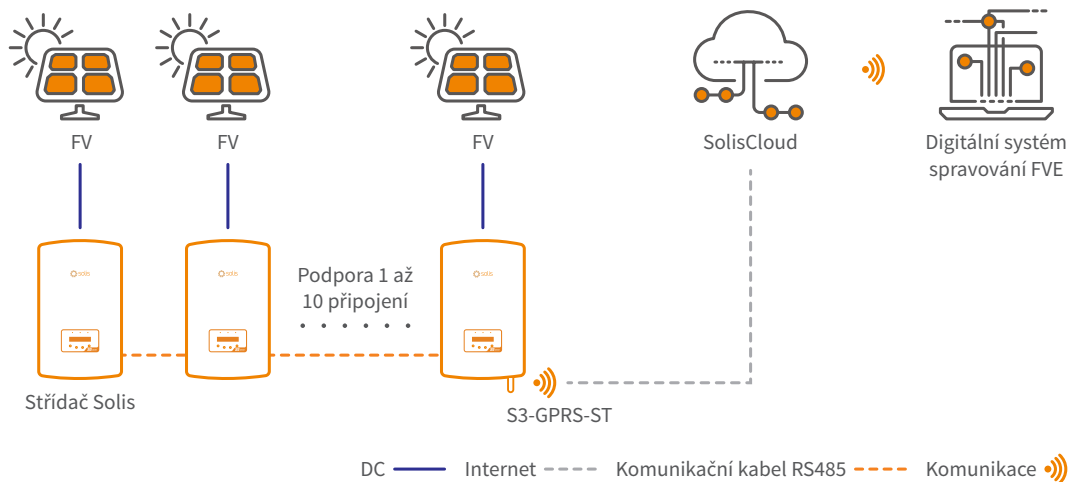 FV
FV
FV
SolisCloud
Digitální systém
spravování FVE
solis
solis
solis
Podpora 1 až
10 připojení
Střídač Solis
S3-GPRS-ST
DC
Internet
Komunikační kabel RS485
Komunikace